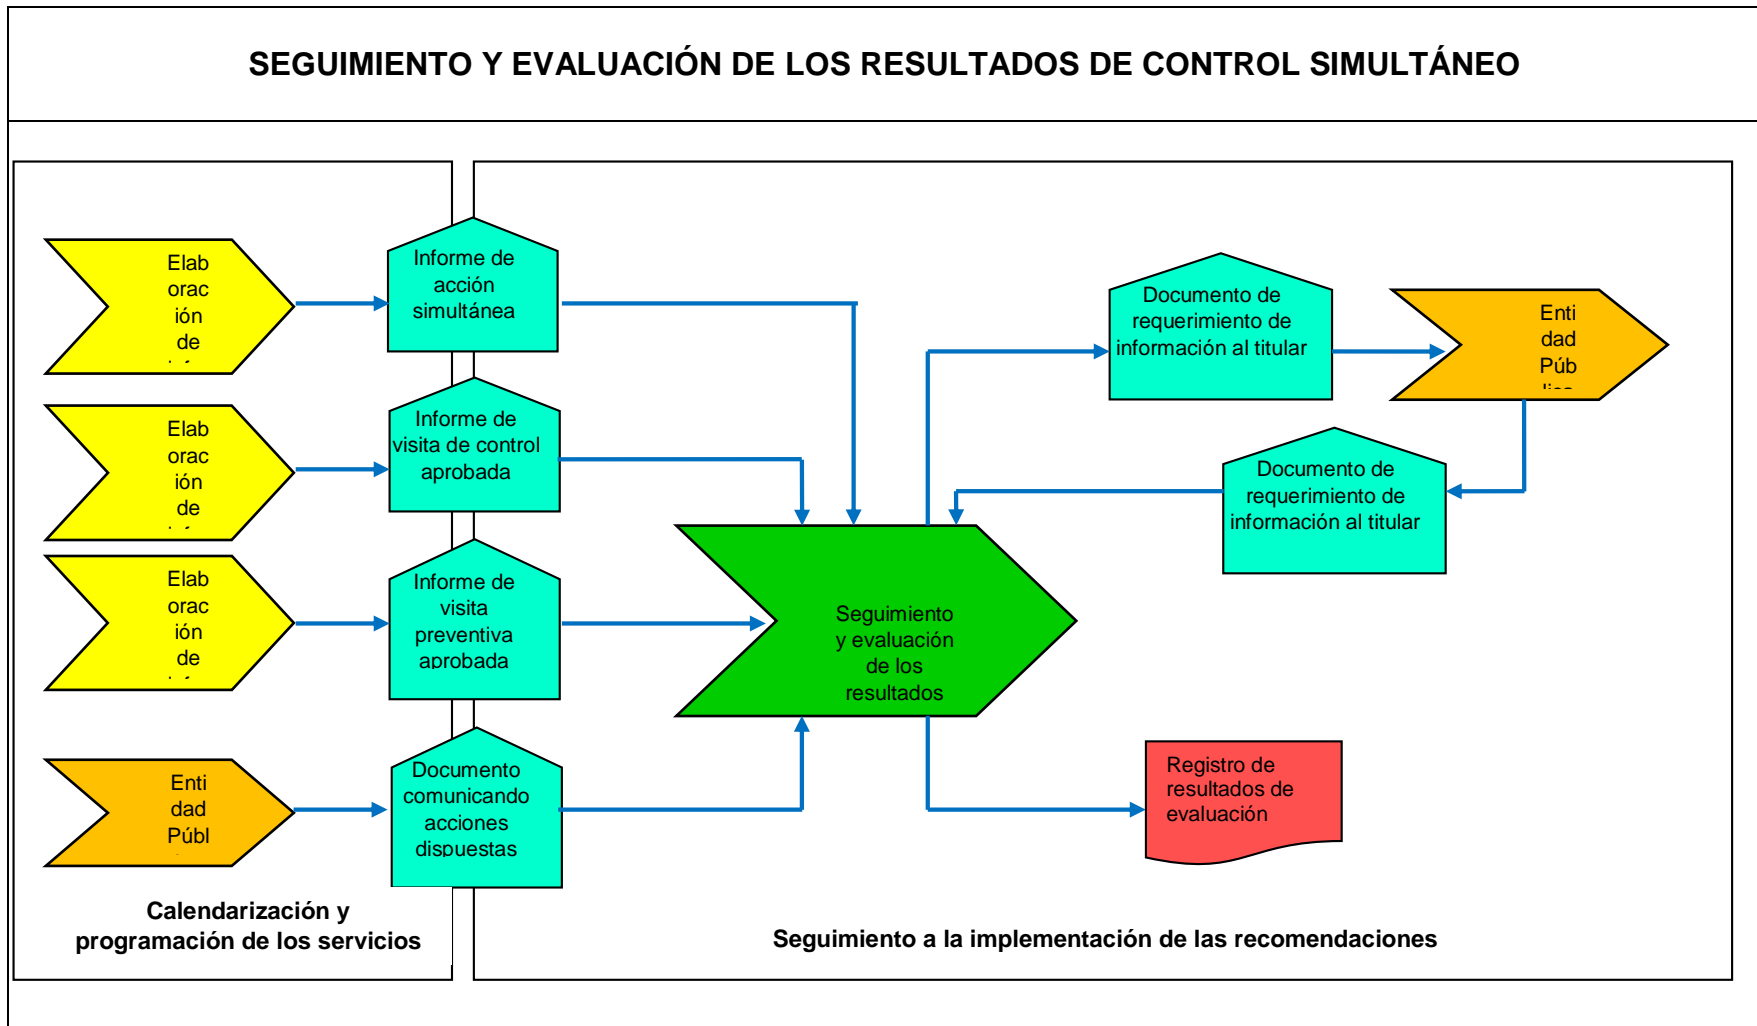 SEGUIMIENTO Y EVALUACIÓN DE LOS RESULTADOS DE CONTROL SIMULTÁNEO
Elab
orac
ión
de
Informe de
acción
simultánea
Elab
orac
ión
de
Informe de
visita de control
aprobada
Elab
orac
ión
de
Informe de
visita
preventiva
aprobada
Enti
dad
Públ
Documento
comunicando
acciones
dispuestas
Seguimiento
y evaluación
de los
resultados
Documento de
requerimiento de
información al titular
Enti
dad
Púb
Documento de
requerimiento de
información al titular
Registro de
resultados de
evaluación
Calendarización y
programación de los servicios
Seguimiento a la implementación de las recomendaciones